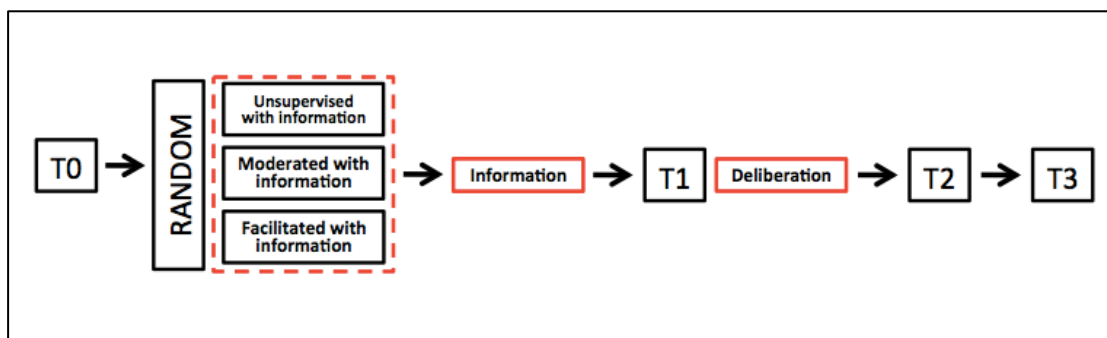 T0
RANDOM
Unsupervised
with information
Moderated with
information
Facilitated with
information
Information
T1
Deliberation
T2
T3